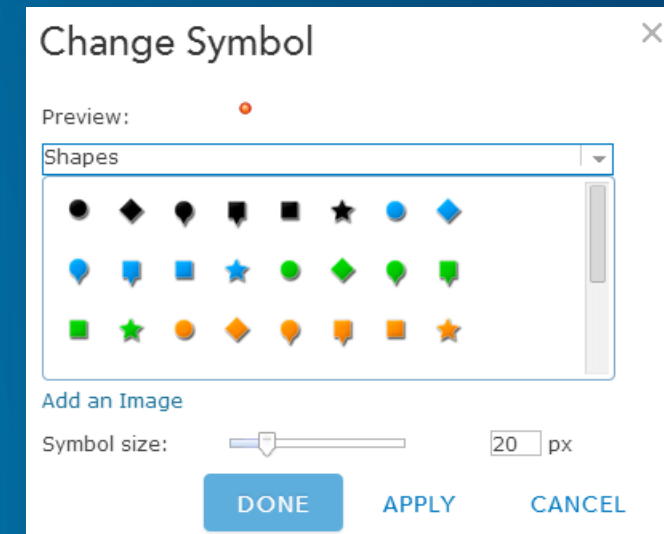 Change Symbol
Preview:
Shapes
Add an Image
Symbol size:
20 px
DONE APPLY CANCEL